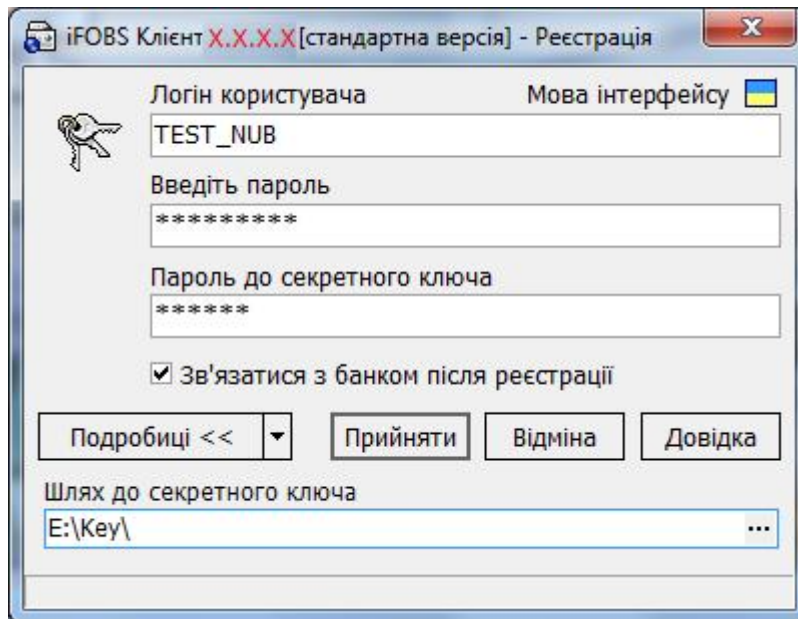 iFOBS Клієнт X.X.X.X[стандартна версія] - Реєстрація
Логін користувача Мова інтерфейсу
TEST_NUB
Введіть пароль
*********
Пароль до секретного ключа
******
Зв'язатися з банком після реєстрації
Подробиці << Прийняти Відміна Довідка
Шлях до секретного ключа
E:\Key\ ...